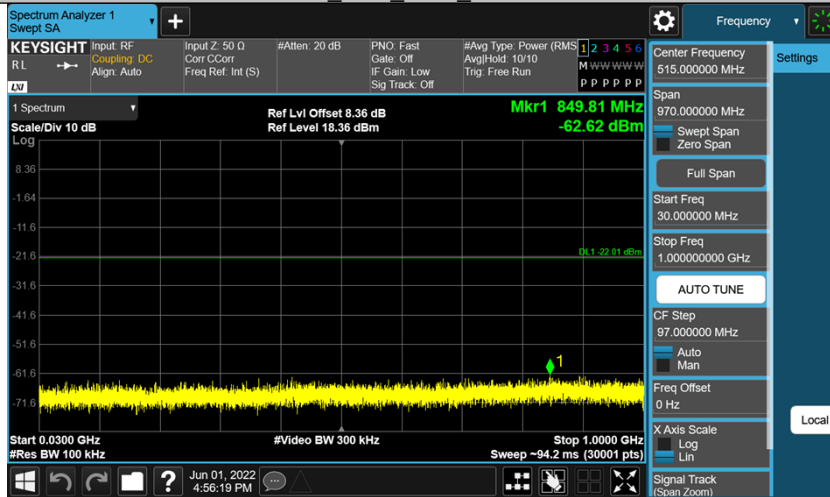 Spectrum Analyzer 1
Swept SA
Frequency
KEYSIGHT
R L
LXI
Input: RF
Coupling: DC
Align: Auto
Input Z: 50 Ω
Corr CCorr
Freq Ref: Int (S)
#Atten: 20 dB
PNO: Fast
Gate: Off
IF Gain: Low
Sig Track: Off
#Avg Type: Power (RMS
Avg|Hold: 10/10
Trig: Free Run
1 2 3 4 5 6
M W W W W W
P P P P P P
1 Spectrum
Scale/Div 10 dB
Log
Ref Lvl Offset 8.36 dB
Ref Level 18.36 dBm
Mkr1 849.81 MHz
-62.62 dBm
8.36
-1.64
-11.6
-21.6
DL1 -22.01 dBm
-31.6
-41.6
-51.6
-61.6
-71.6
1
Start 0.0300 GHz
#Res BW 100 kHz
#Video BW 300 kHz
Stop 1.0000 GHz
Sweep ~94.2 ms (30001 pts)
?
Jun 01, 2022
4:56:19 PM
Center Frequency
515.000000 MHz
Span
970.000000 MHz
Swept Span
Zero Span
Full Span
Start Freq
30.000000 MHz
Stop Freq
1.000000000 GHz
AUTO TUNE
CF Step
97.000000 MHz
Auto
Man
Freq Offset
0 Hz
X Axis Scale
Log
Lin
Signal Track
(Span Zoom)
Settings
Local